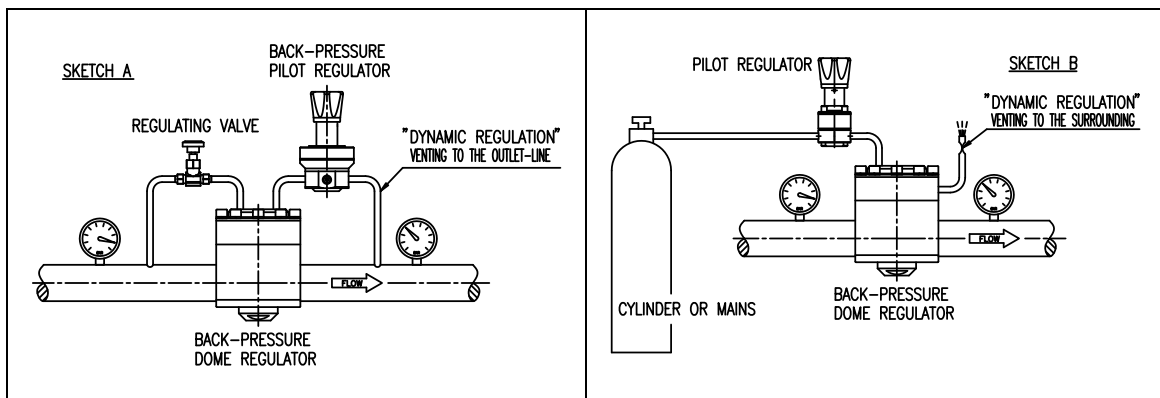 SKETCH A
BACK-PRESSURE
PILOT REGULATOR
REGULATING VALVE
"DYNAMIC REGULATION"
VENTING TO THE OUTLET-LINE
FLOW
BACK-PRESSURE
DOME REGULATOR
PILOT REGULATOR
SKETCH B
"DYNAMIC REGULATION"
VENTING TO THE SURROUNDING
FLOW
CYLINDER OR MAINS
BACK-PRESSURE
DOME REGULATOR